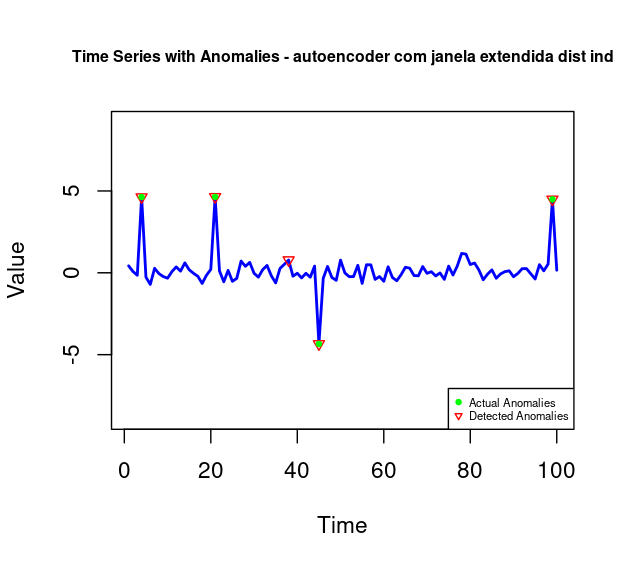 Time Series with Anomalies - autoencoder com janela extendida dist ind
Value
5
0
-5
Actual Anomalies
Detected Anomalies
0 20 40 60 80 100
Time